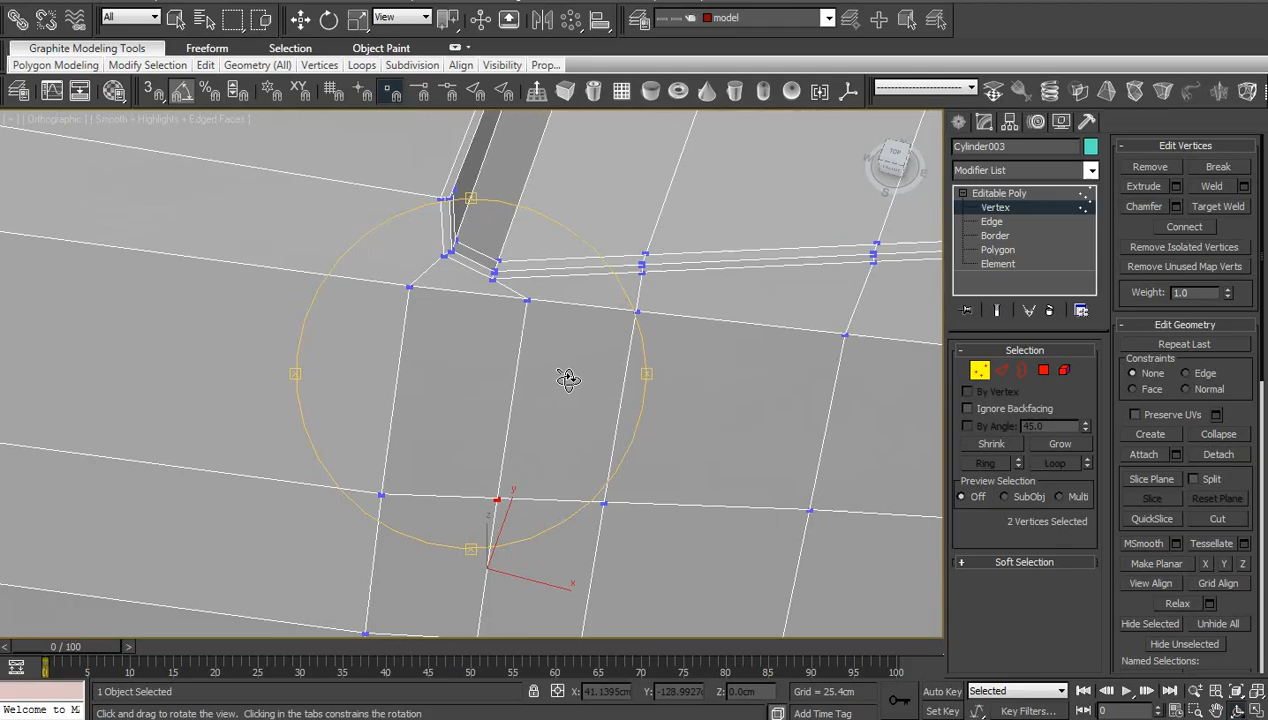 All
View
model
Graphite Modeling Tools
Freeform
Selection
Object Paint
Polygon Modeling
Modify Selection
Edit
Geometry (All)
Vertices
Loops
Subdivision
Align
Visibility
Prop...
3
%
XY
[ + ] [ Orthographic ] [ Smooth + Highlights + Edged Faces ]
TOP
S
y
z
x
Cylinder003
Modifier List
Editable Poly
Vertex
Edge
Border
Polygon
Element
Selection
By Vertex
Ignore Backfacing
By Angle: 45.0
Shrink
Grow
Ring
Loop
Preview Selection
Off
SubObj
Multi
2 Vertices Selected
Soft Selection
Edit Vertices
Remove
Break
Extrude
Weld
Chamfer
Target Weld
Connect
Remove Isolated Vertices
Remove Unused Map Verts
Weight: 1.0
Edit Geometry
Repeat Last
Constraints
None
Edge
Face
Normal
Preserve UVs
Create
Collapse
Attach
Detach
Slice Plane
Split
Slice
Reset Plane
QuickSlice
Cut
MSmooth
Tessellate
Make Planar
X
Y
Z
View Align
Grid Align
Relax
Hide Selected
Unhide All
Hide Unselected
Named Selections:
0 / 100
5 10 15 20 25 30 35 40 45 50 55 60 65 70 75 80 85 90 95 100
1 Object Selected
X: 41.1395cm
Y: -128.9927c
Z: 0.0cm
Grid = 25.4cm
Auto Key
Selected
Welcome to M
Click and drag to rotate the view. Clicking in the tabs constrains the rotation
Add Time Tag
Set Key
Key Filters...
0